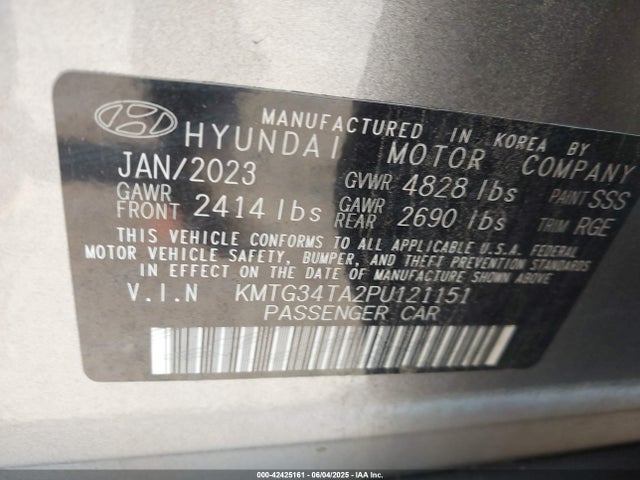 MANUFACTURED IN KOREA BY
HYUNDAI MOTOR COMPANY
JAN/2023 GVWR 4828 lbs PAINT SSS
GAWR FRONT 2414 lbs GAWR REAR 2690 lbs TRIM RGE
THIS VEHICLE CONFORMS TO ALL APPLICABLE U.S.A. FEDERAL
MOTOR VEHICLE SAFETY, BUMPER, AND THEFT PREVENTION STANDARDS
IN EFFECT ON THE DATE OF MANUFACTURE SHOWN ABOVE.
V.I.N KMTG34TA2PU121151
PASSENGER CAR
000-42425161 - 06/04/2025 - IAA Inc.